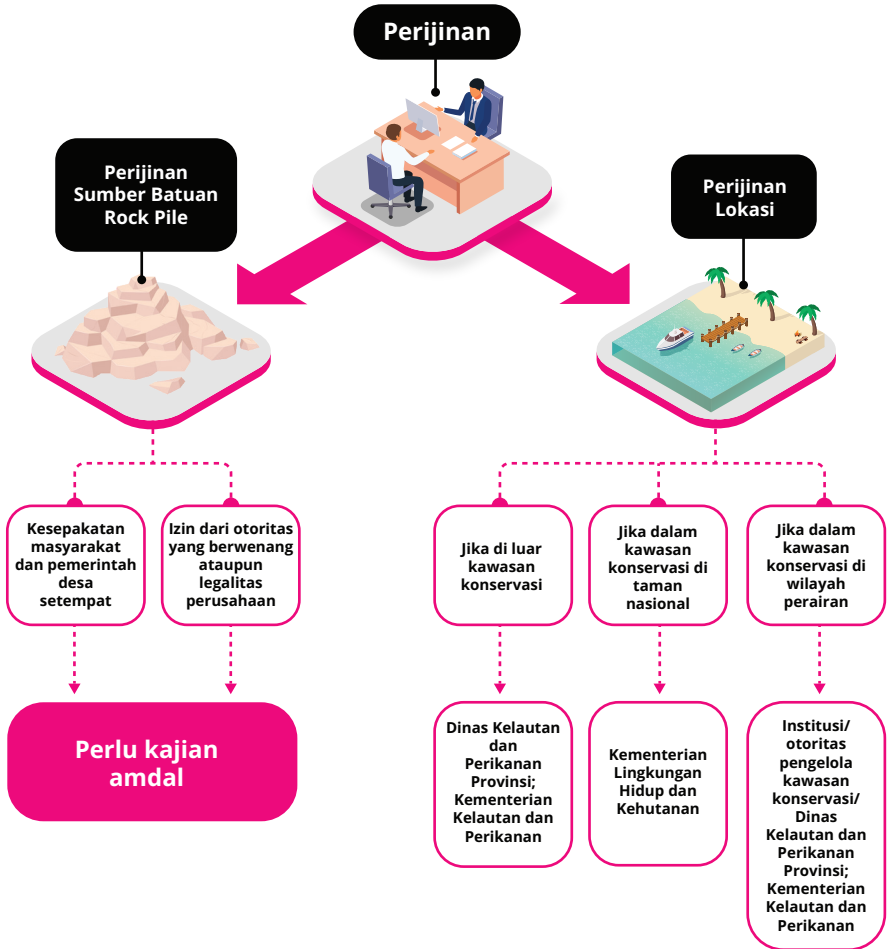 Perijinan
Perijinan
Sumber Batuan
Rock Pile
Perijinan
Lokasi
Kesepakatan
masyarakat
dan pemerintah
desa
setempat
Izin dari otoritas
yang berwenang
ataupun
legalitas
perusahaan
Jika di luar
kawasan
konservasi
Jika dalam
kawasan
konservasi di
taman
nasional
Jika dalam
kawasan
konservasi di
wilayah
perairan
Perlu kajian
amdal
Dinas Kelautan
dan
Perikanan
Provinsi;
Kementerian
Kelautan dan
Perikanan
Kementerian
Lingkungan
Hidup dan
Kehutanan
Institusi/
otoritas
pengelola
kawasan
konservasi/
Dinas
Kelautan dan
Perikanan
Provinsi;
Kementerian
Kelautan dan
Perikanan